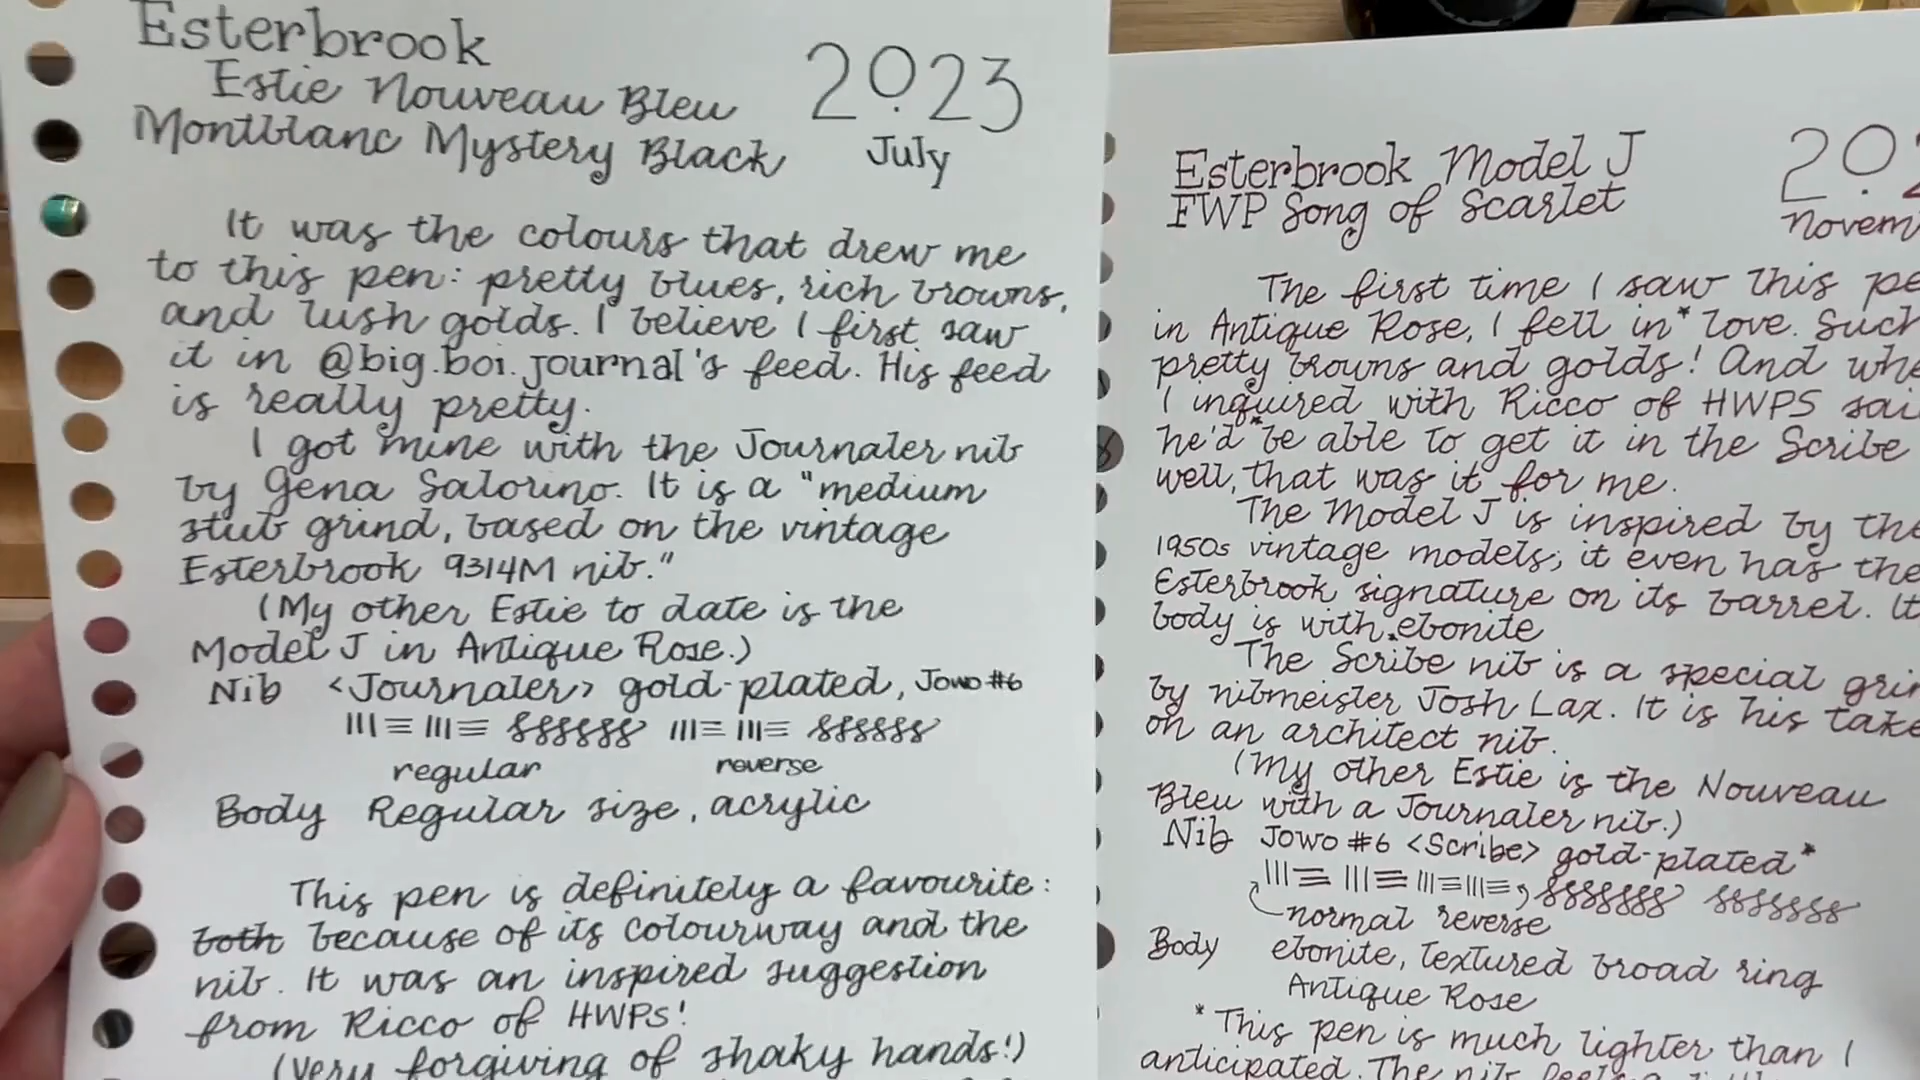 Esterbrook
Estie Nouveau Bleu
Montblanc Mystery Black
2023
July
It was the colours that drew me
to this pen: pretty blues, rich browns,
and lush golds. I believe I first saw
it in @big.boi.journal's feed. His feed
is really pretty.
I got mine with the Journaler nib
by Gena Salorino. It is a "medium
stub grind, based on the vintage
Esterbrook 9314M nib."
(My other Estie to date is the
Model J in Antique Rose.)
Nib <Journaler> gold-plated, Jowo #6
regular reverse
Body Regular size, acrylic
This pen is definitely a favourite:
both because of its colourway and the
nib. It was an inspired suggestion
from Ricco of HWPS!
(Very forgiving of shaky hands!)
Esterbrook Model J
FWP Song of Scarlet
The first time I saw this
in Antique Rose, I fell in* love. Such
pretty browns and golds! And
I inquired with Ricco of HWPS
he'd* be able to get it in the Scribe
well, that was it for me.
The Model J is inspired by the
1950s vintage models; it even has the
Esterbrook signature on its barrel.
body is with ebonite
The Scribe nib is a special
by nibmeister Josh Lax. It is his take
on an architect nib.
(My other Estie is the Nouveau
Bleu with a Journaler nib.)
Nib Jowo #6 <Scribe> gold-plated*
normal reverse
Body ebonite, textured broad ring
Antique Rose
*This pen is much lighter than I
anticipated. The nib